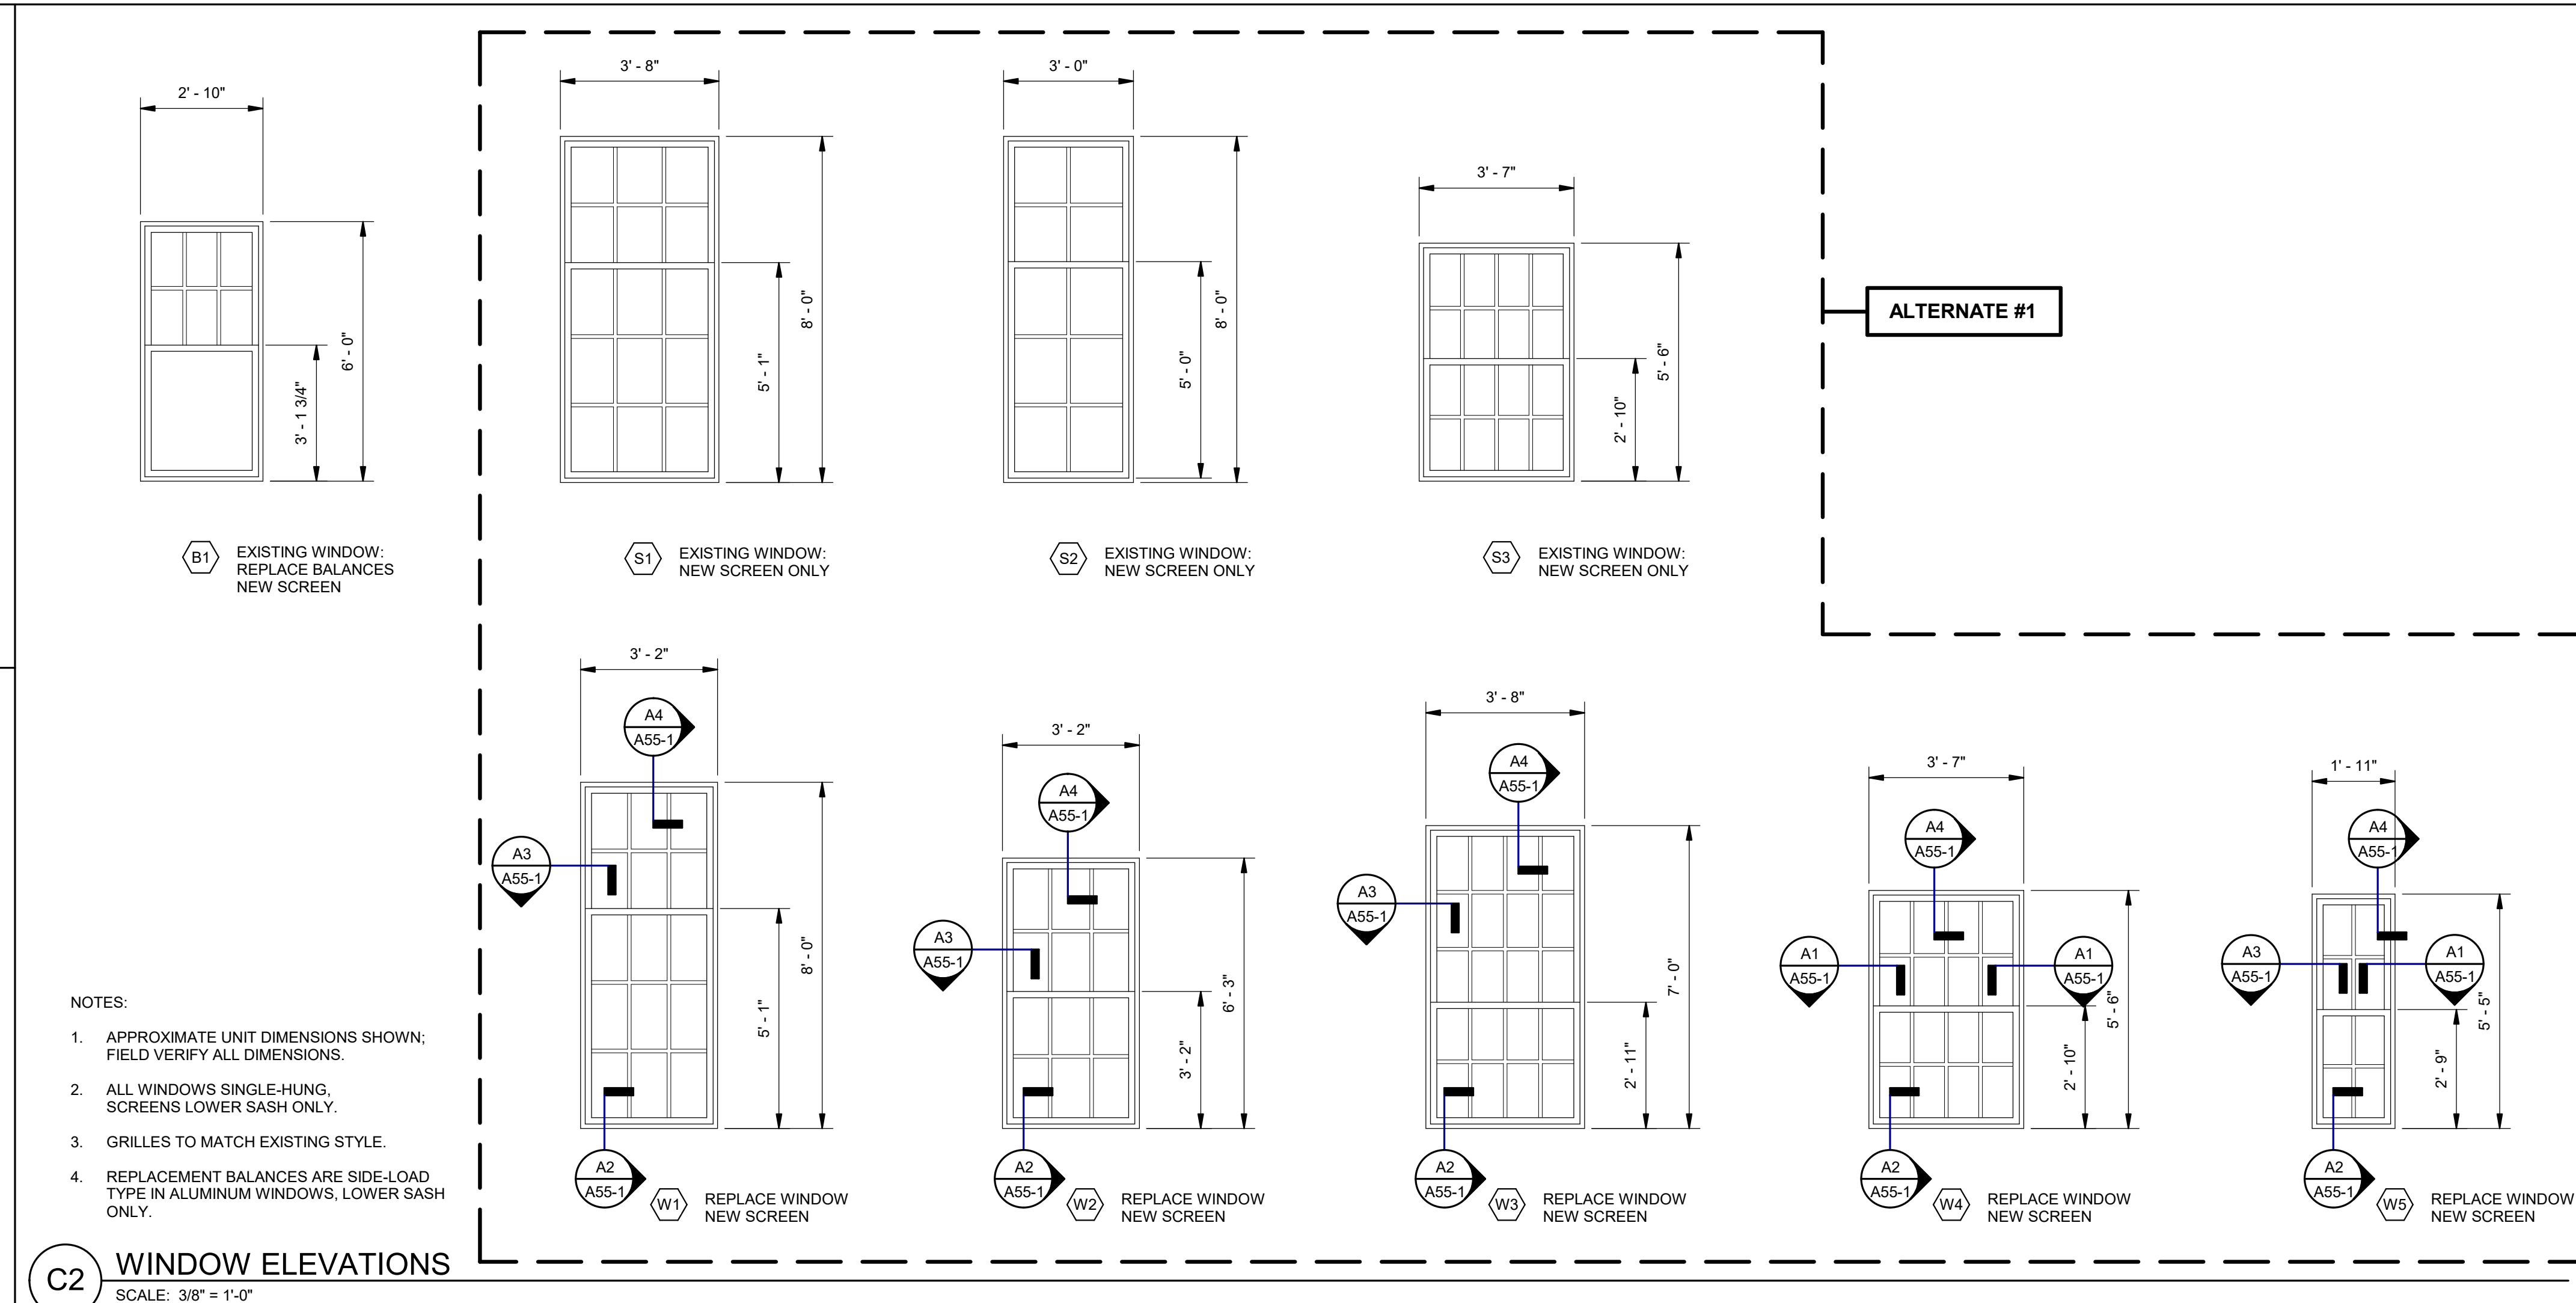 3' - 8"
3' - 0"
2' - 10"
3' - 7"
6' - 0"
3' - 1 3/4"
8' - 0"
5' - 1"
8' - 0"
5' - 0"
5' - 6"
2' - 10"
ALTERNATE #1
B1
EXISTING WINDOW:
REPLACE BALANCES
NEW SCREEN
S1
EXISTING WINDOW:
NEW SCREEN ONLY
S2
EXISTING WINDOW:
NEW SCREEN ONLY
S3
EXISTING WINDOW:
NEW SCREEN ONLY
3' - 2"
A4
A55-1
A3
A55-1
8' - 0"
5' - 1"
A2
A55-1
W1
REPLACE WINDOW
NEW SCREEN
3' - 2"
A4
A55-1
A3
A55-1
6' - 3"
3' - 2"
A2
A55-1
W2
REPLACE WINDOW
NEW SCREEN
3' - 8"
A4
A55-1
A3
A55-1
7' - 0"
2' - 11"
A2
A55-1
W3
REPLACE WINDOW
NEW SCREEN
3' - 7"
A4
A55-1
A1
A55-1
A1
A55-1
5' - 6"
2' - 10"
A2
A55-1
W4
REPLACE WINDOW
NEW SCREEN
1' - 11"
A4
A55-1
A3
A55-1
A1
A55-1
5' - 5"
2' - 9"
A2
A55-1
W5
REPLACE WINDOW
NEW SCREEN
NOTES:
1. APPROXIMATE UNIT DIMENSIONS SHOWN;
FIELD VERIFY ALL DIMENSIONS.
2. ALL WINDOWS SINGLE-HUNG,
SCREENS LOWER SASH ONLY.
3. GRILLES TO MATCH EXISTING STYLE.
4. REPLACEMENT BALANCES ARE SIDE-LOAD
TYPE IN ALUMINUM WINDOWS, LOWER SASH
ONLY.
C2
WINDOW ELEVATIONS
SCALE: 3/8" = 1'-0"